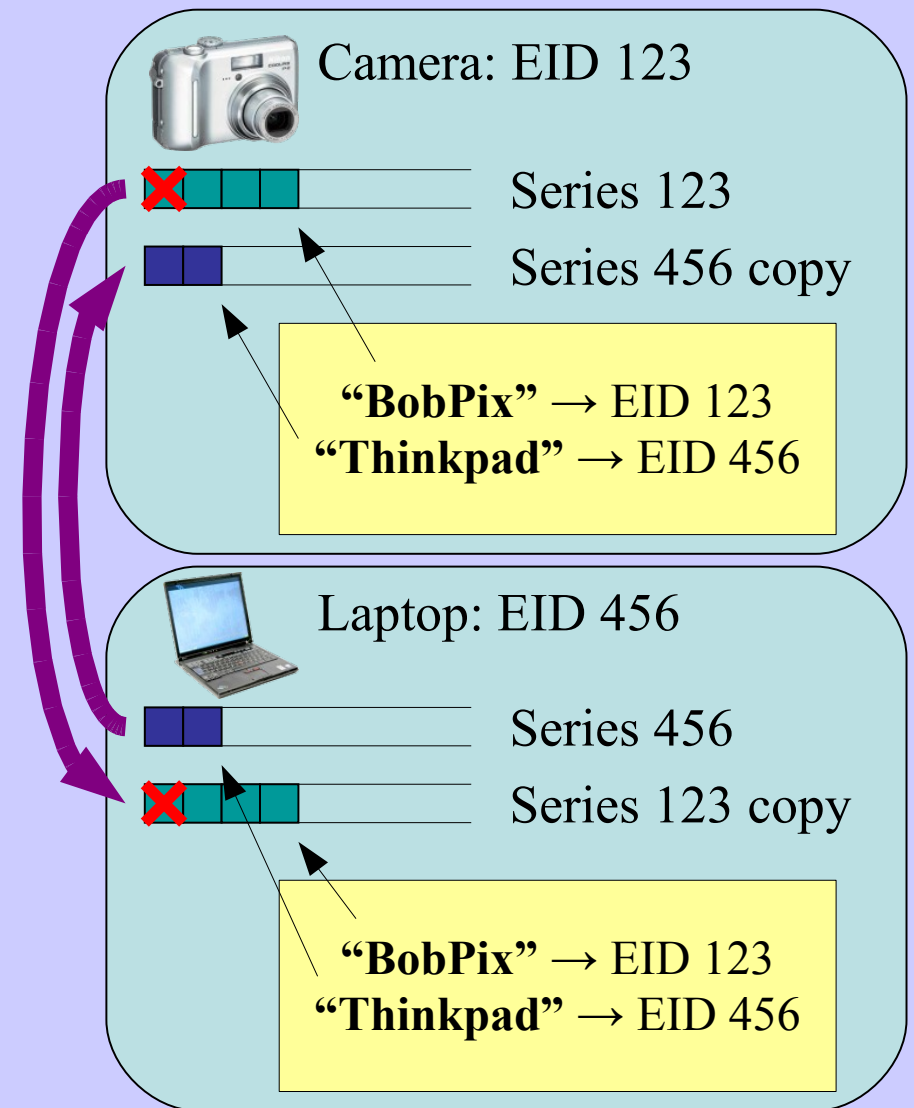 Camera: EID 123
Series 123
Series 456 copy
“BobPix” → EID 123
“Thinkpad” → EID 456
Laptop: EID 456
Series 456
Series 123 copy
“BobPix” → EID 123
“Thinkpad” → EID 456